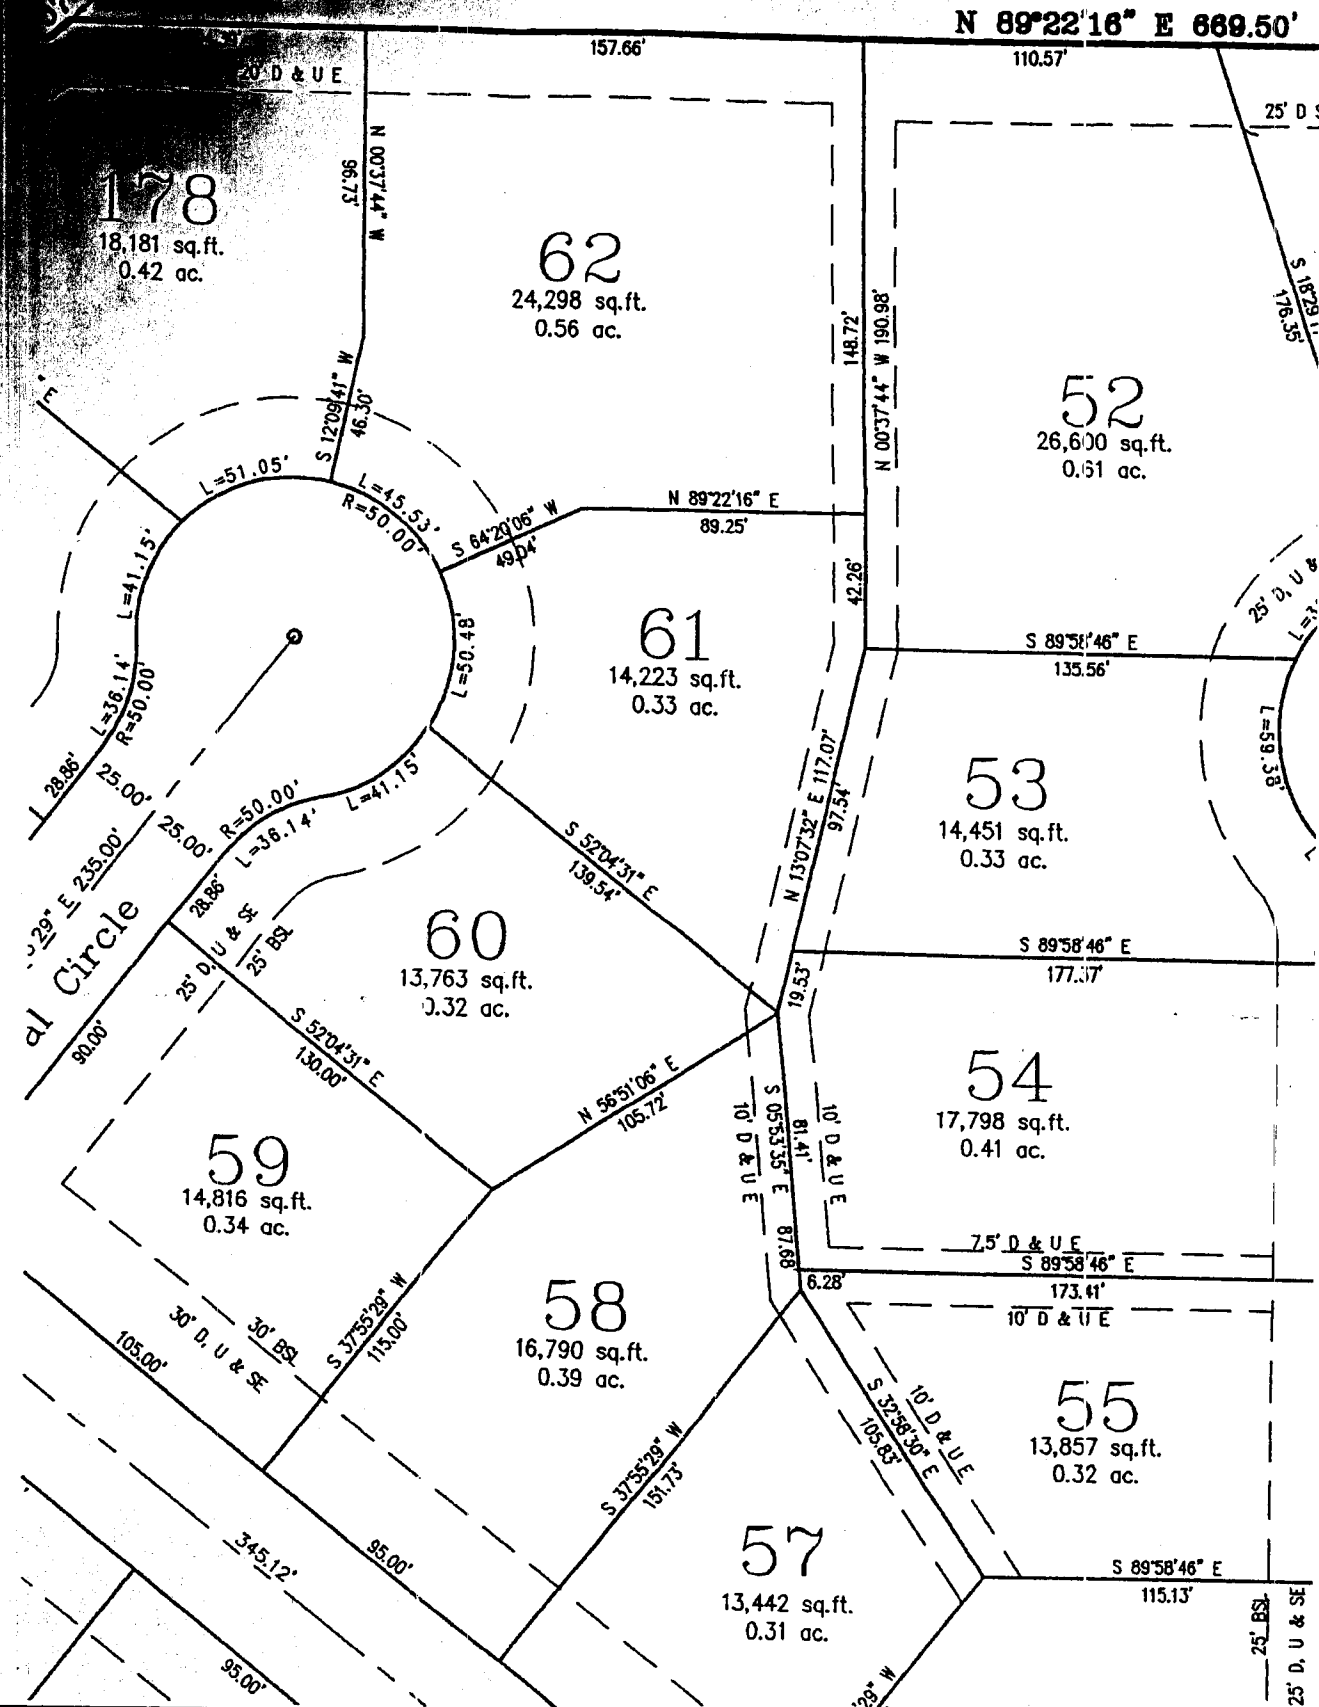 N 89°22'16" E 669.50'
157.66'
110.57'
20' D & U E
25' D
N 00°37'44" W
96.73'
178
18,181 sq.ft.
0.42 ac.
62
24,298 sq.ft.
0.56 ac.
148.72'
N 00°37'44" W 190.98'
S 18°29'
176.35'
52
26,600 sq.ft.
0.61 ac.
S 12°09'41" W
46.30'
" E
L=51.05'
L=45.53'
R=50.00'
S 64°20'06" W
49.04'
N 89°22'16" E
89.25'
42.26'
25' D, U &
L=3
L=41.15'
61
14,223 sq.ft.
0.33 ac.
L=50.48'
S 89°58'46" E
135.56'
L=36.14'
R=50.00'
L=59.38'
L
28.86'
25.00'
25.00'
R=50.00'
L=36.14'
L=41.15'
N 13°07'32" E 117.07'
97.54'
53
14,451 sq.ft.
0.33 ac.
S 52°04'31" E
139.54'
29" E 235.00'
al Circle
28.86'
25' D, U & SE
25' BSL
60
13,763 sq.ft.
0.32 ac.
S 89°58'46" E
177.37'
19.53'
90.00'
S 52°04'31" E
130.00'
N 56°51'06" E
105.72'
10' D & U E
S 05°53'35" E
81.41'
87.68'
10' D & U E
54
17,798 sq.ft.
0.41 ac.
59
14,816 sq.ft.
0.34 ac.
7.5' D & U E
S 89°58'46" E
173.41'
6.28'
10' D & U E
S 37°55'29" W
115.00'
30' BSL
30' D, U & SE
105.00'
58
16,790 sq.ft.
0.39 ac.
S 32°58'30" E
105.83'
10' D & U E
55
13,857 sq.ft.
0.32 ac.
S 37°55'29" W
151.73'
345.12'
95.00'
57
13,442 sq.ft.
0.31 ac.
S 89°58'46" E
115.13'
25' BSL
25' D, U & SE
95.00'
29" W